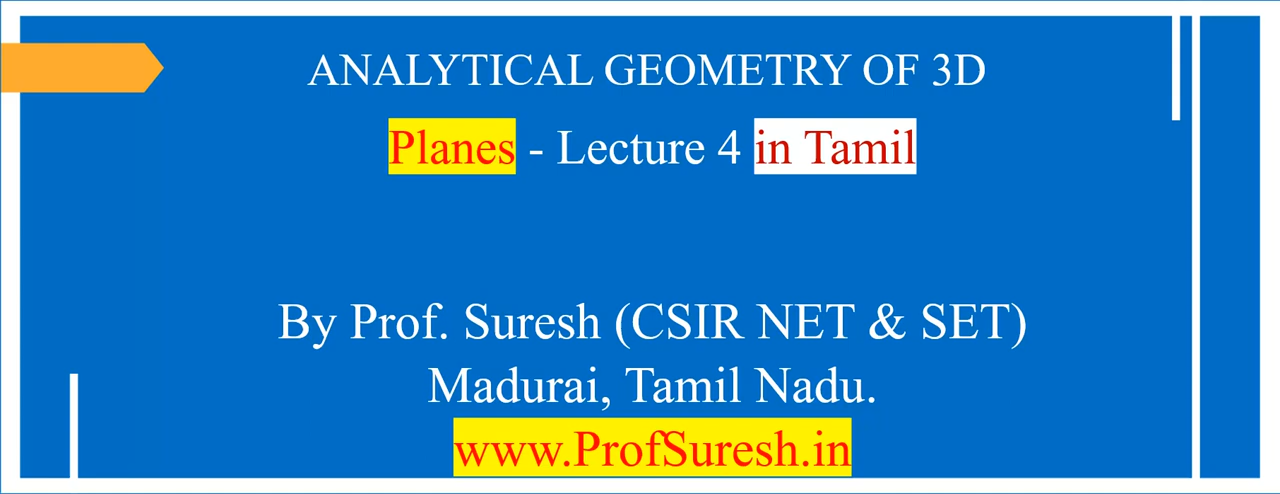 ANALYTICAL GEOMETRY OF 3D
Planes - Lecture 4 in Tamil
By Prof. Suresh (CSIR NET & SET)
Madurai, Tamil Nadu.
www.ProfSuresh.in